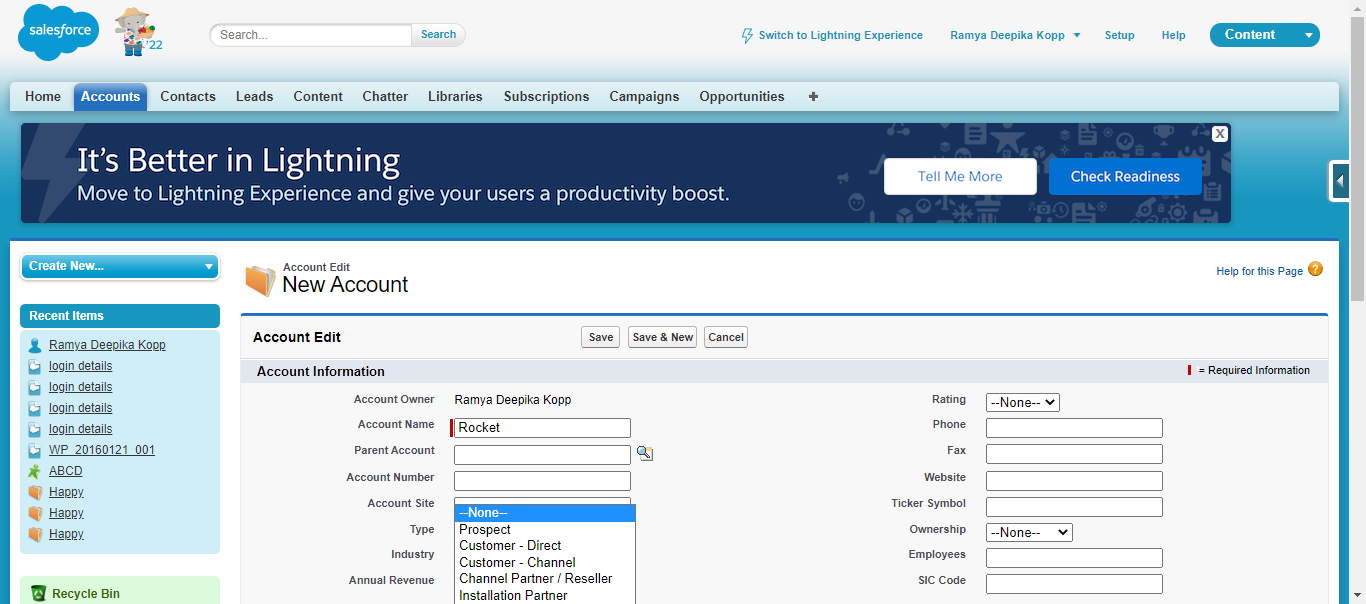 salesforce
'22
Search...
Search
Switch to Lightning Experience
Ramya Deepika Kopp
Setup
Help
Content
Home
Accounts
Contacts
Leads
Content
Chatter
Libraries
Subscriptions
Campaigns
Opportunities
+
It's Better in Lightning
Move to Lightning Experience and give your users a productivity boost.
Tell Me More
Check Readiness
X
Create New...
Recent Items
Ramya Deepika Kopp
login details
login details
login details
login details
WP_20160121_001
ABCD
Happy
Happy
Happy
Recycle Bin
Account Edit
New Account
Help for this Page ?
Account Edit
Save
Save & New
Cancel
Account Information
= Required Information
Account Owner
Ramya Deepika Kopp
Account Name
Rocket
Parent Account
Account Number
Account Site
Type
Industry
Annual Revenue
--None--
Prospect
Customer - Direct
Customer - Channel
Channel Partner / Reseller
Installation Partner
Rating
--None--
Phone
Fax
Website
Ticker Symbol
Ownership
--None--
Employees
SIC Code